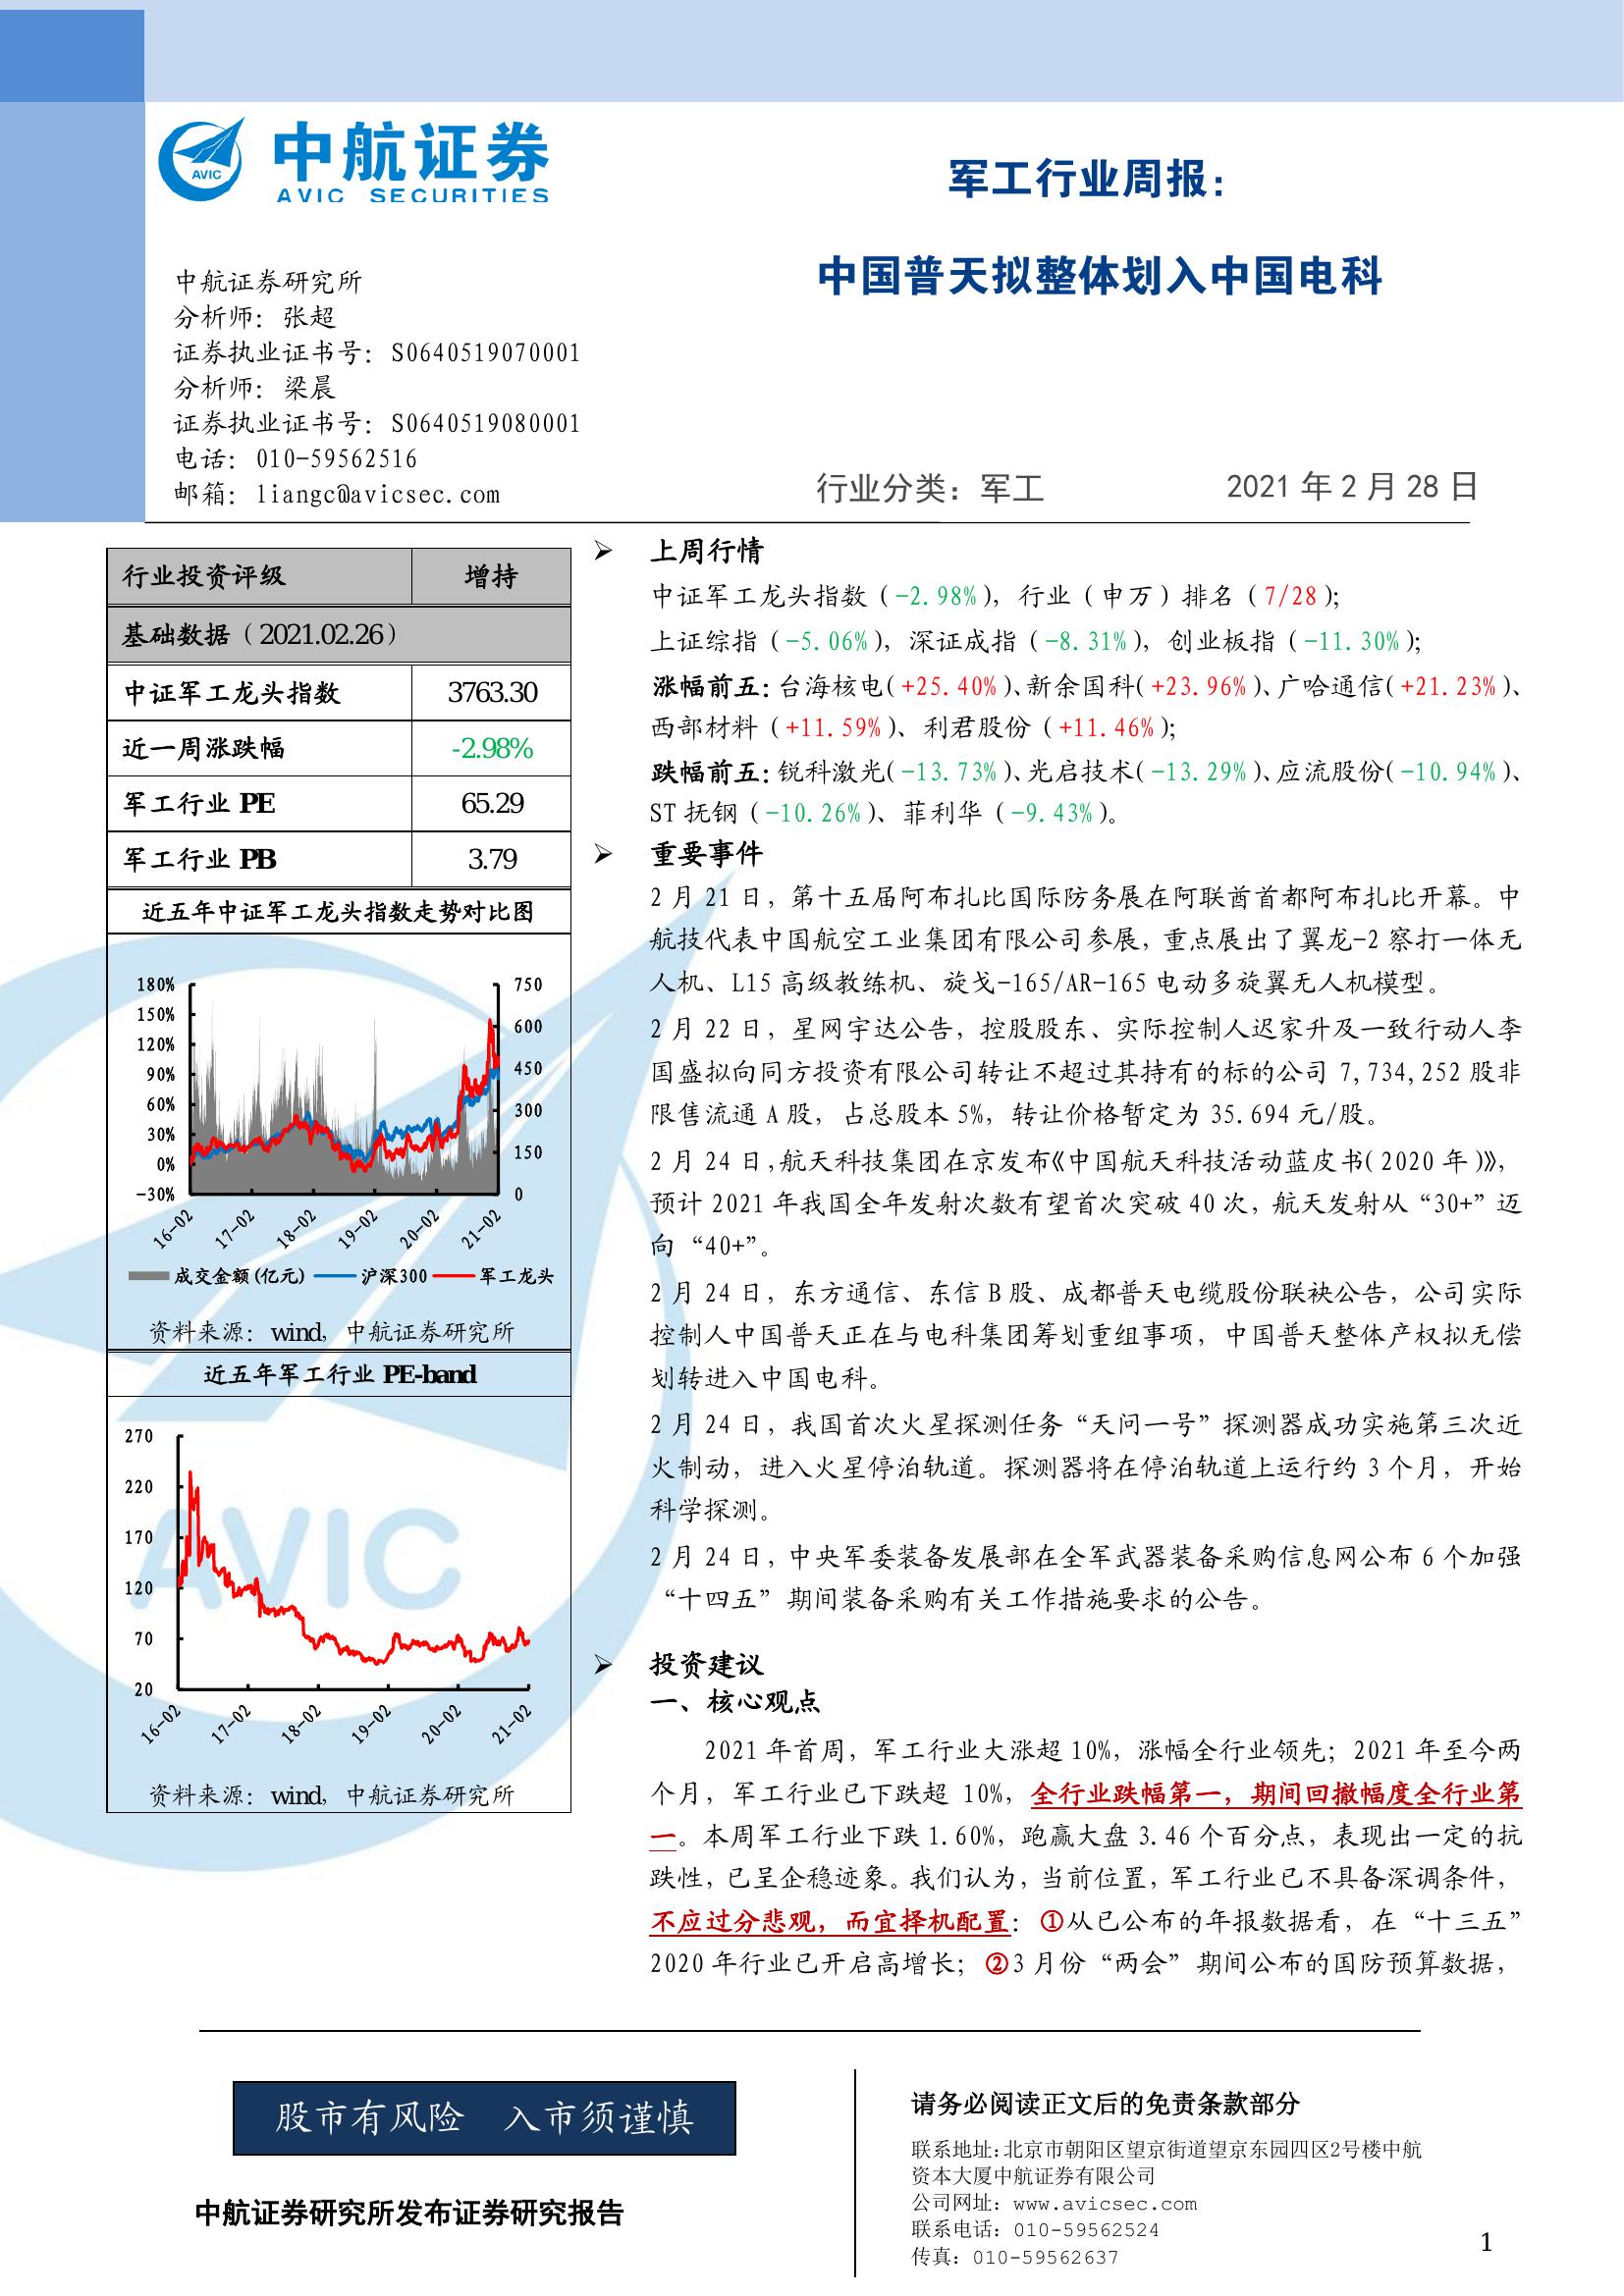 AVIC
中航证券
AVIC SECURITIES
军工行业周报：
中国普天拟整体划入中国电科
中航证券研究所
分析师：张超
证券执业证书号：S0640519070001
分析师：梁晨
证券执业证书号：S0640519080001
电话：010-59562516
邮箱：liangc@avicsec.com
行业分类：军工
2021 年 2 月 28 日
行业投资评级 增持
基础数据（2021.02.26）
中证军工龙头指数 3763.30
近一周涨跌幅 -2.98%
军工行业 PE 65.29
军工行业 PB 3.79
近五年中证军工龙头指数走势对比图
180% 750
150%
600
120%
90% 450
60%
300
30%
150
0%
-30% 0
16-02 17-02 18-02 19-02 20-02 21-02
成交金额(亿元) 沪深300 军工龙头
资料来源：wind，中航证券研究所
近五年军工行业 PE-band
270
220
170
120
70
20
16-02 17-02 18-02 19-02 20-02 21-02
资料来源：wind，中航证券研究所
AVIC
➢ 上周行情
中证军工龙头指数（-2.98%），行业（申万）排名（7/28）；
上证综指（-5.06%），深证成指（-8.31%），创业板指（-11.30%）；
涨幅前五：台海核电(+25.40%)、新余国科(+23.96%)、广哈通信(+21.23%)、
西部材料（+11.59%）、利君股份（+11.46%）；
跌幅前五：锐科激光(-13.73%)、光启技术(-13.29%)、应流股份(-10.94%)、
ST 抚钢（-10.26%）、菲利华（-9.43%）。
➢ 重要事件
2 月 21 日，第十五届阿布扎比国际防务展在阿联酋首都阿布扎比开幕。中
航技代表中国航空工业集团有限公司参展，重点展出了翼龙-2 察打一体无
人机、L15 高级教练机、旋戈-165/AR-165 电动多旋翼无人机模型。
2 月 22 日，星网宇达公告，控股股东、实际控制人迟家升及一致行动人李
国盛拟向同方投资有限公司转让不超过其持有的标的公司 7,734,252 股非
限售流通 A 股，占总股本 5%，转让价格暂定为 35.694 元/股。
2 月 24 日，航天科技集团在京发布《中国航天科技活动蓝皮书(2020 年)》，
预计 2021 年我国全年发射次数有望首次突破 40 次，航天发射从“30+”迈
向“40+”。
2 月 24 日，东方通信、东信 B 股、成都普天电缆股份联袂公告，公司实际
控制人中国普天正在与电科集团筹划重组事项，中国普天整体产权拟无偿
划转进入中国电科。
2 月 24 日，我国首次火星探测任务“天问一号”探测器成功实施第三次近
火制动，进入火星停泊轨道。探测器将在停泊轨道上运行约 3 个月，开始
科学探测。
2 月 24 日，中央军委装备发展部在全军武器装备采购信息网公布 6 个加强
“十四五”期间装备采购有关工作措施要求的公告。
➢ 投资建议
一、核心观点
2021 年首周，军工行业大涨超 10%，涨幅全行业领先；2021 年至今两
个月，军工行业已下跌超 10%，全行业跌幅第一，期间回撤幅度全行业第
一。本周军工行业下跌 1.60%，跑赢大盘 3.46 个百分点，表现出一定的抗
跌性，已呈企稳迹象。我们认为，当前位置，军工行业已不具备深调条件，
不应过分悲观，而宜择机配置：①从已公布的年报数据看，在“十三五”
2020 年行业已开启高增长；②3 月份“两会”期间公布的国防预算数据，
股市有风险 入市须谨慎
中航证券研究所发布证券研究报告
请务必阅读正文后的免责条款部分
联系地址：北京市朝阳区望京街道望京东园四区2号楼中航
资本大厦中航证券有限公司
公司网址：www.avicsec.com
联系电话：010-59562524
传真：010-59562637
1